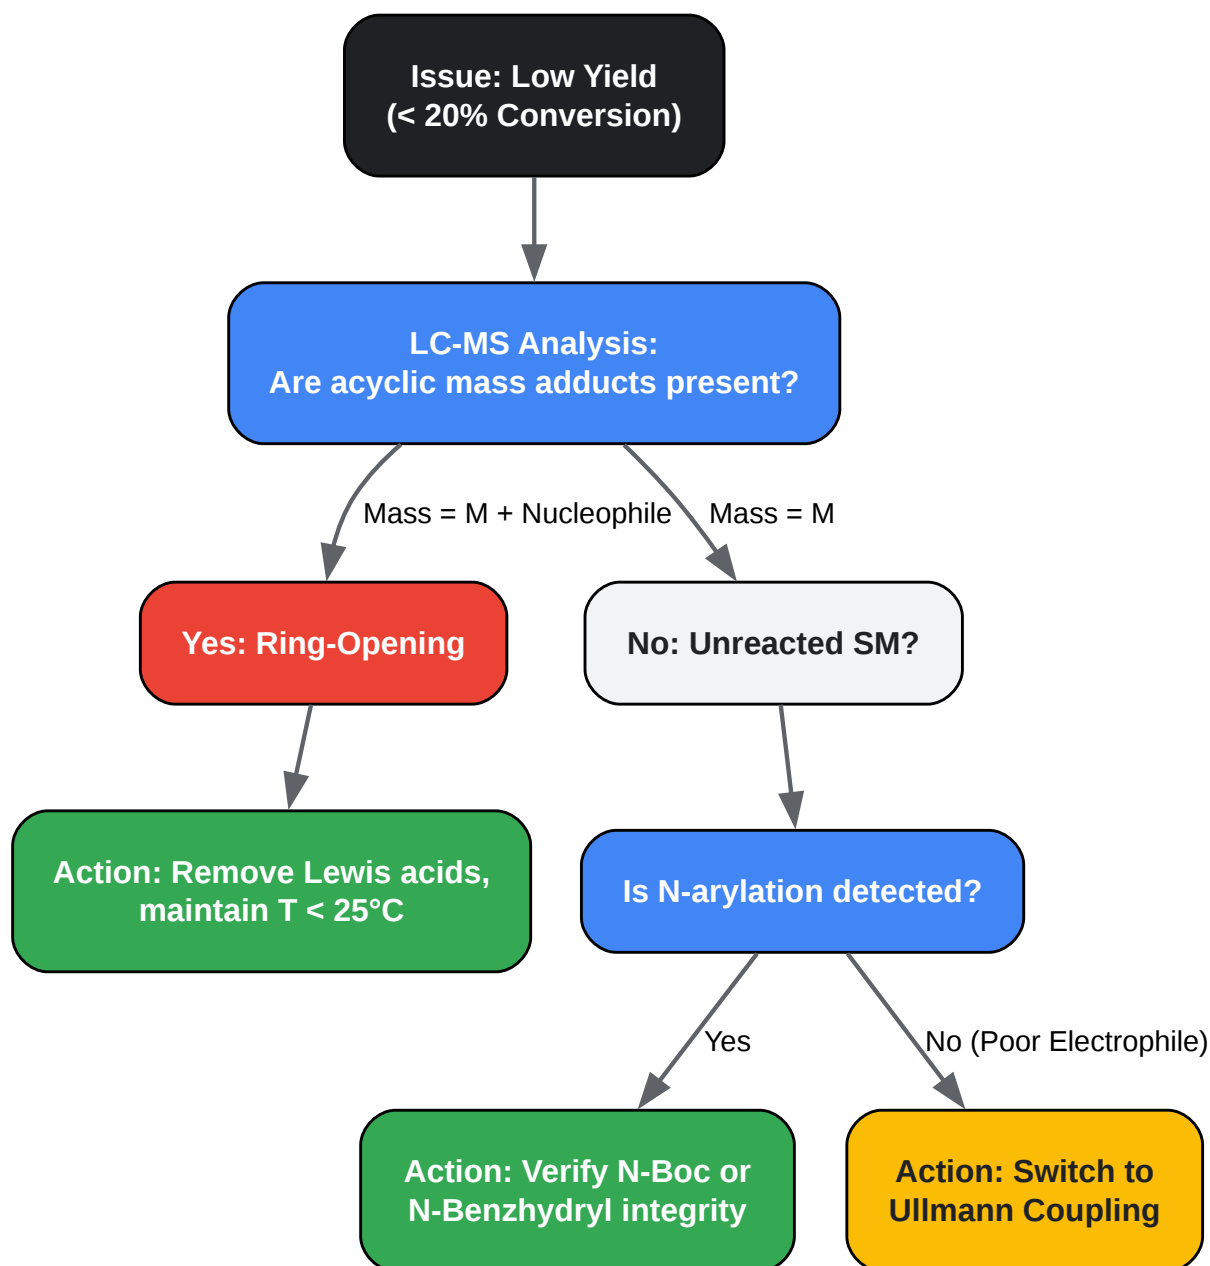 Issue: Low Yield
(< 20% Conversion)
LC-MS Analysis:
Are acyclic mass adducts present?
Mass = M + Nucleophile
Mass = M
Yes: Ring-Opening
No: Unreacted SM?
Action: Remove Lewis acids,
maintain T < 25°C
Is N-arylation detected?
Yes
No (Poor Electrophile)
Action: Verify N-Boc or
N-Benzhydryl integrity
Action: Switch to
Ullmann Coupling